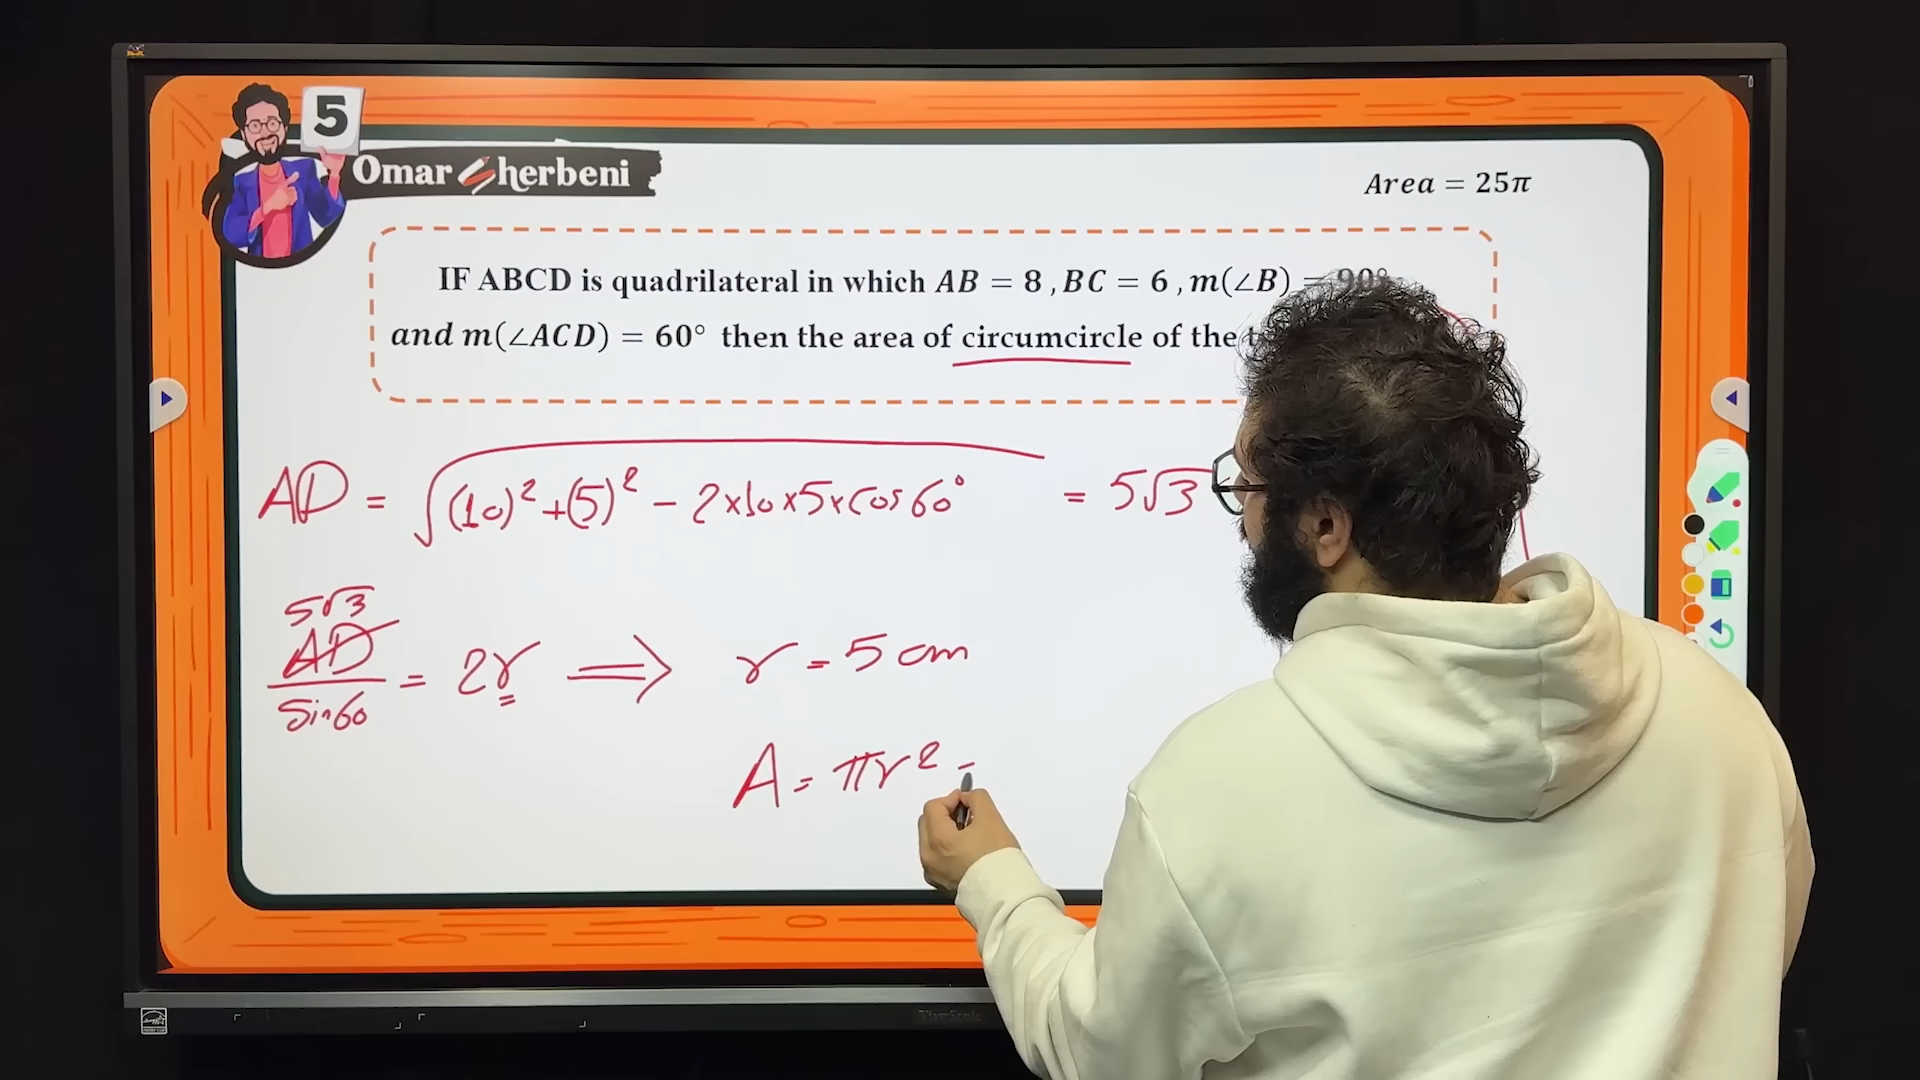 5
Omar Sherbeni
Area = 25π
IF ABCD is quadrilateral in which AB = 8 , BC = 6 , m(∠B) = 90°
and m(∠ACD) = 60° then the area of circumcircle of the
AD = √(10)² + (5)² - 2×10×5×cos 60° = 5√3
5√3
AD
Sin60
= 2r ⟹ r = 5 cm
A = πr² =
ViewSonic